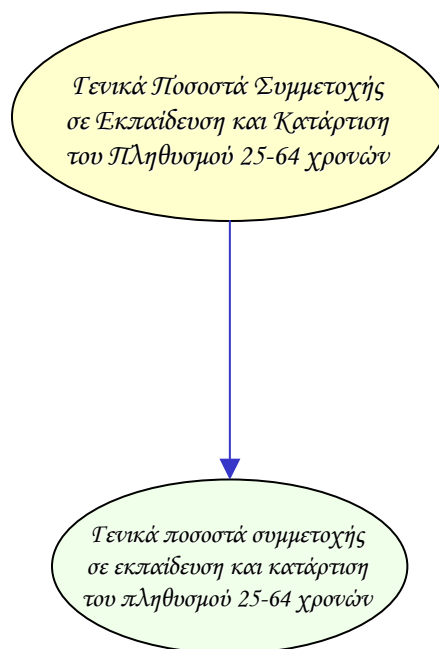 Γενικά Ποσοστά Συμμετοχής
σε Εκπαίδευση και Κατάρτιση
του Πληθυσμού 25-64 χρονών
Γενικά ποσοστά συμμετοχής
σε εκπαίδευση και κατάρτιση
του πληθυσμού 25-64 χρονών